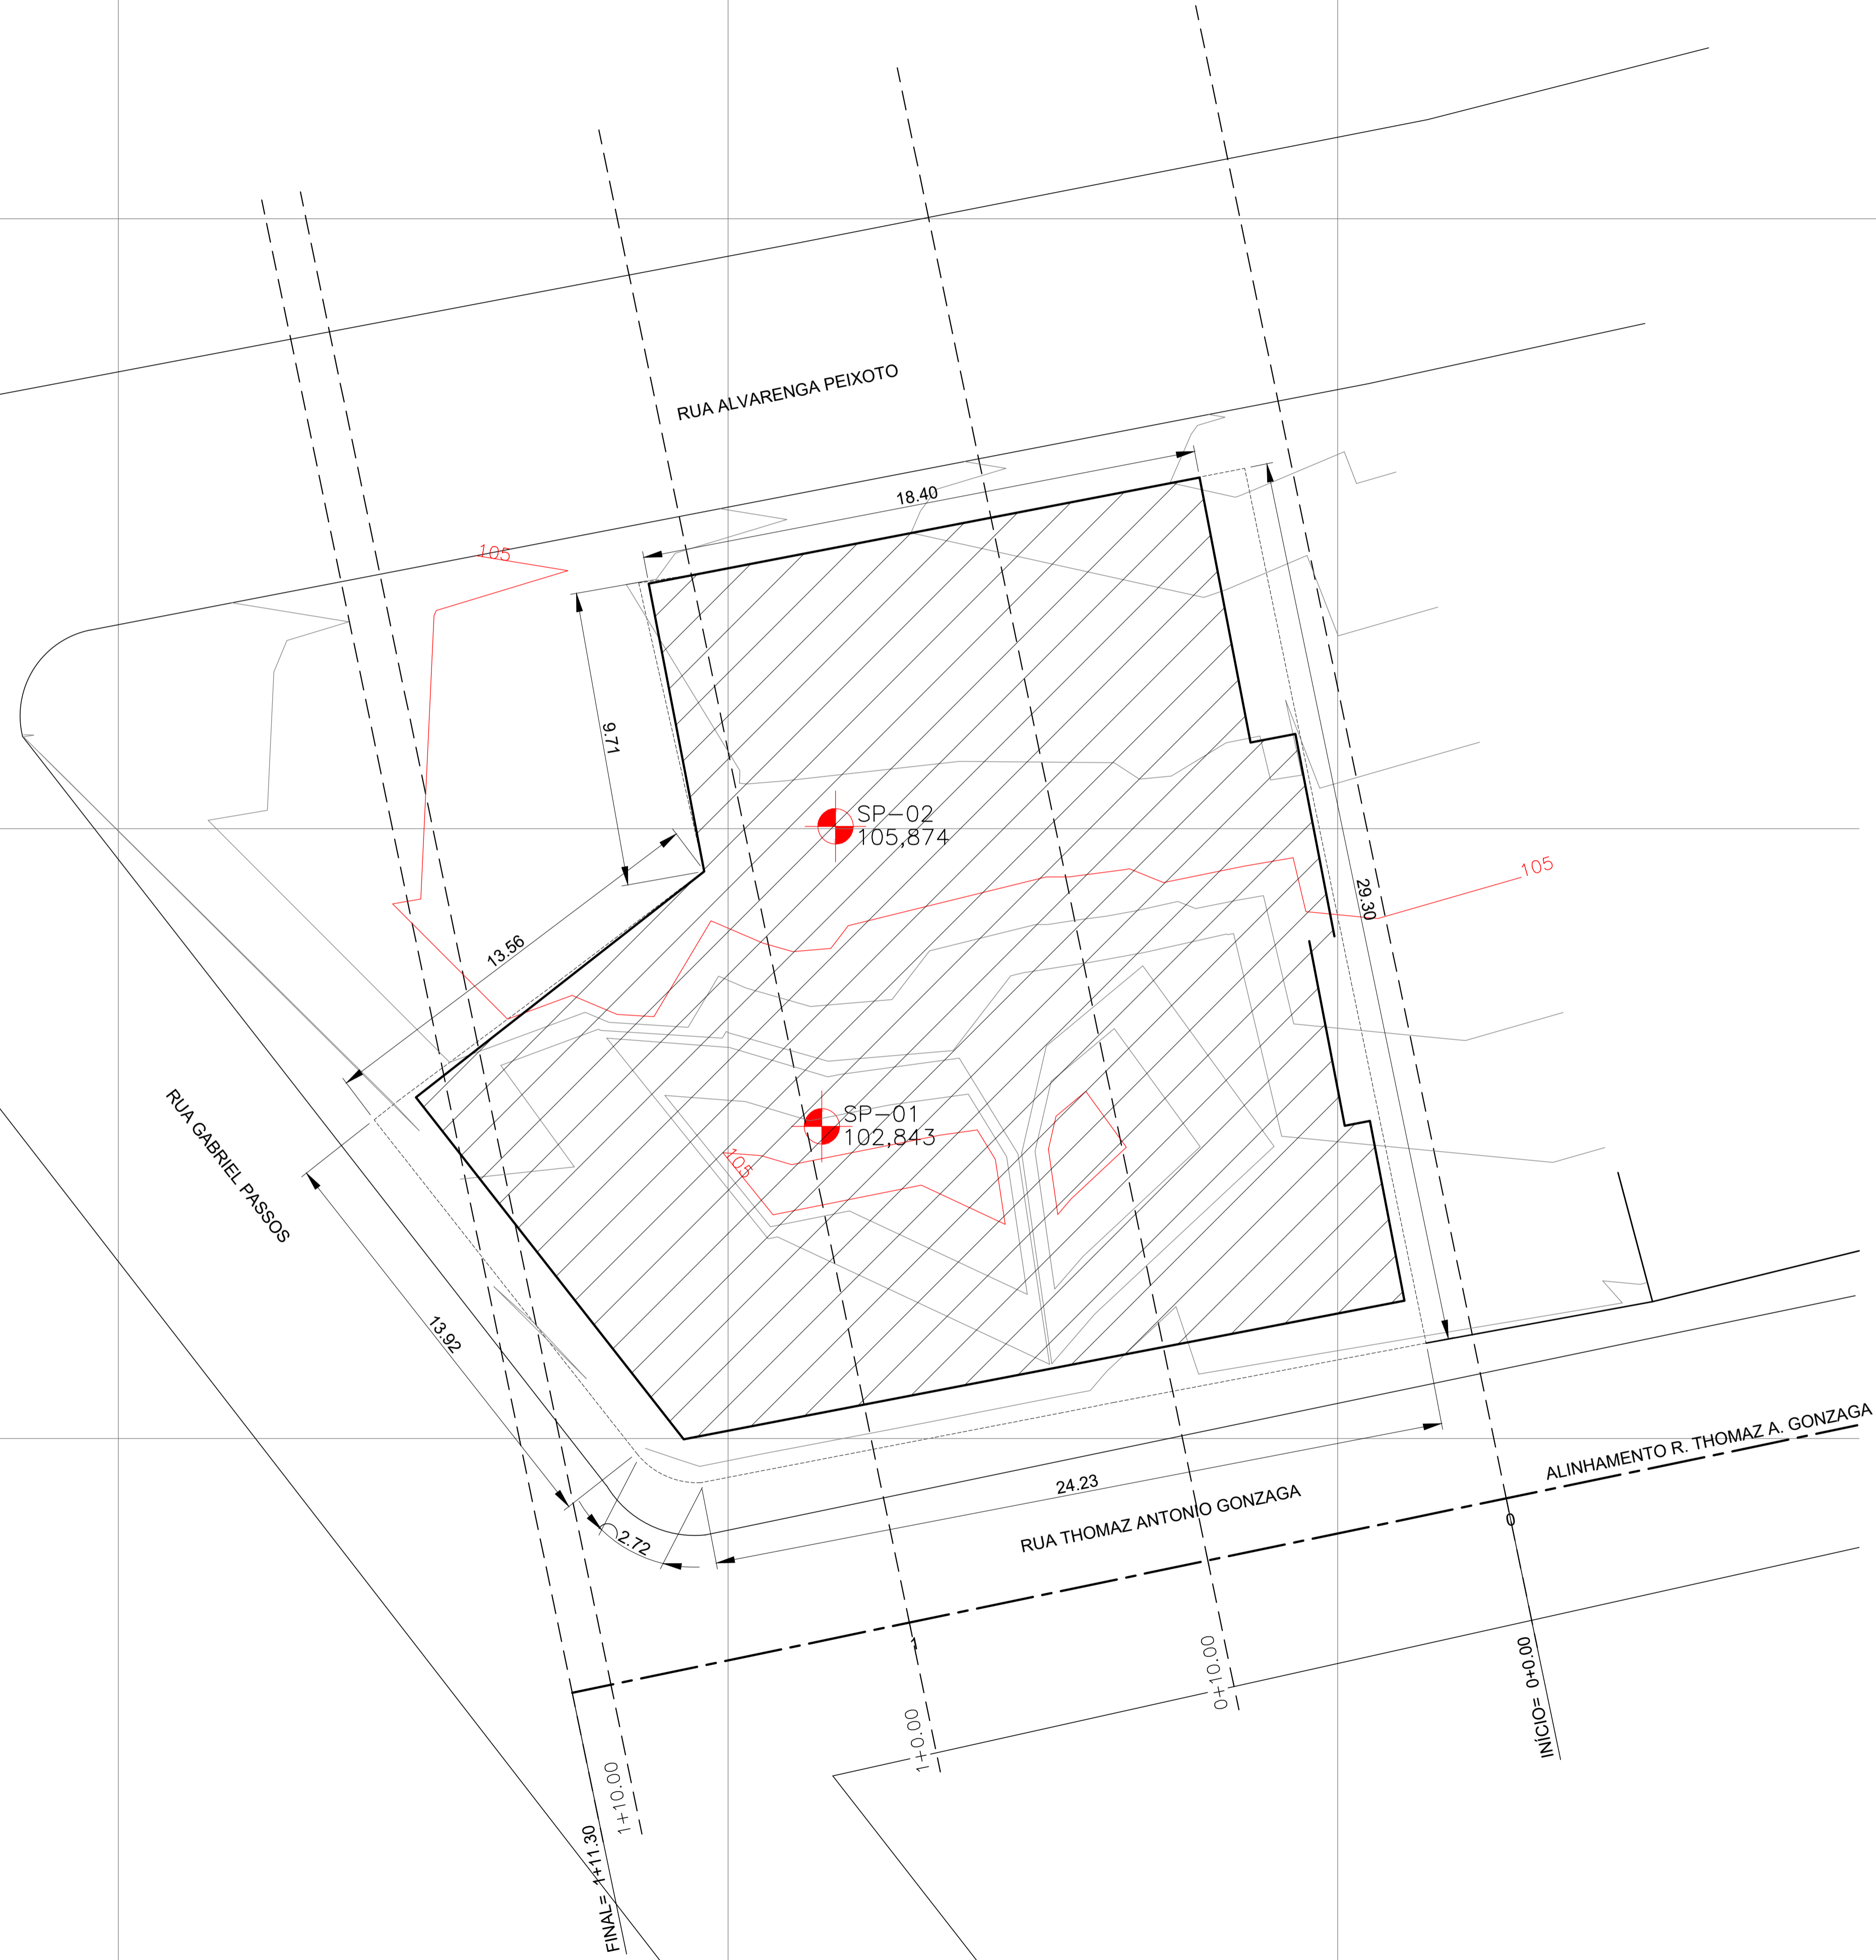 RUA ALVARENGA PEIXOTO
18.40
105
9.71
SP-02
105,874
105
29.30
13.56
RUA GABRIEL PASSOS
SP-01
102,843
105
13.92
2.72
24.23
RUA THOMAZ ANTONIO GONZAGA
ALINHAMENTO R. THOMAZ A. GONZAGA
0
1
INÍCIO= 0+0.00
0+10.00
1+0.00
1+10.00
FINAL= 1+11.30